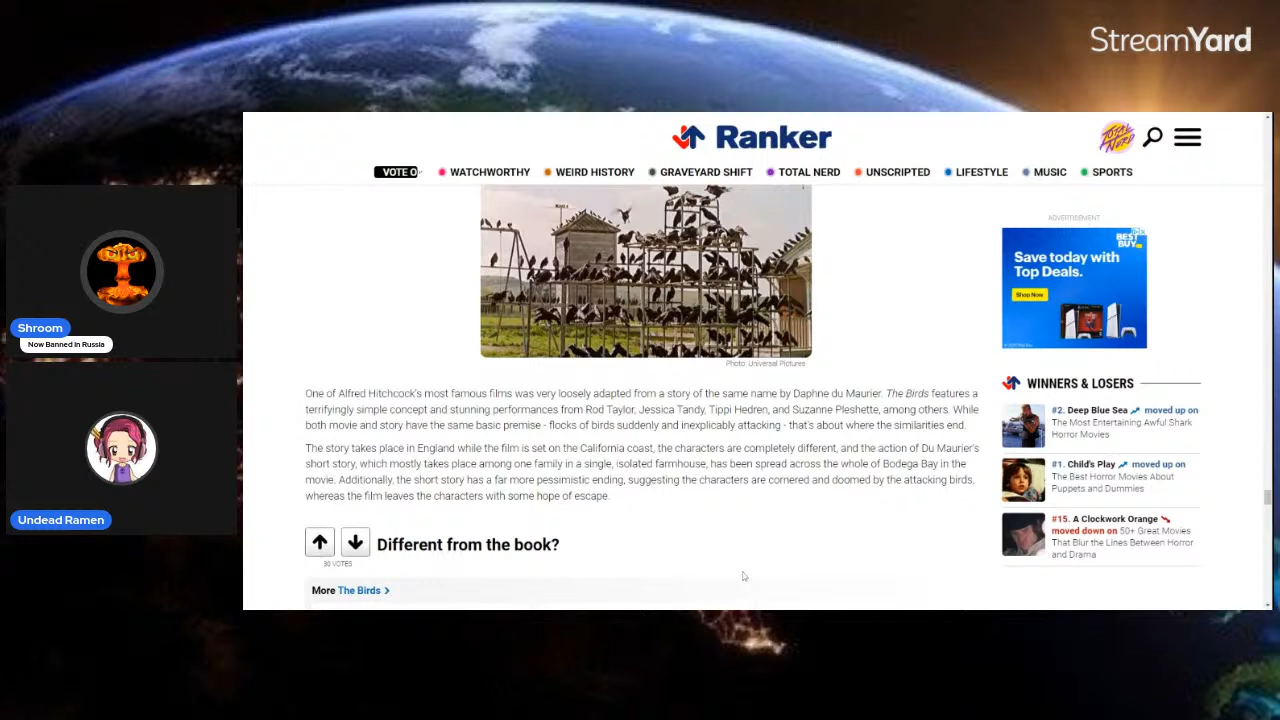 StreamYard
Ranker
TOTAL NERD
VOTE O
WATCHWORTHY
WEIRD HISTORY
GRAVEYARD SHIFT
TOTAL NERD
UNSCRIPTED
LIFESTYLE
MUSIC
SPORTS
Shroom
Now Banned in Russia
Undead Ramen
Photo: Universal Pictures
One of Alfred Hitchcock's most famous films was very loosely adapted from a story of the same name by Daphne du Maurier. The Birds features a
terrifyingly simple concept and stunning performances from Rod Taylor, Jessica Tandy, Tippi Hedren, and Suzanne Pleshette, among others. While
both movie and story have the same basic premise - flocks of birds suddenly and inexplicably attacking - that's about where the similarities end.
The story takes place in England while the film is set on the California coast, the characters are completely different, and the action of Du Maurier's
short story, which mostly takes place among one family in a single, isolated farmhouse, has been spread across the whole of Bodega Bay in the
movie. Additionally, the short story has a far more pessimistic ending, suggesting the characters are cornered and doomed by the attacking birds,
whereas the film leaves the characters with some hope of escape.
Different from the book?
30 VOTES
More The Birds >
ADVERTISEMENT
BEST BUY
Save today with
Top Deals.
Shop Now
WINNERS & LOSERS
#2. Deep Blue Sea moved up on
The Most Entertaining Awful Shark
Horror Movies
#1. Child's Play moved up on
The Best Horror Movies About
Puppets and Dummies
#15. A Clockwork Orange
moved down on 50+ Great Movies
That Blur the Lines Between Horror
and Drama